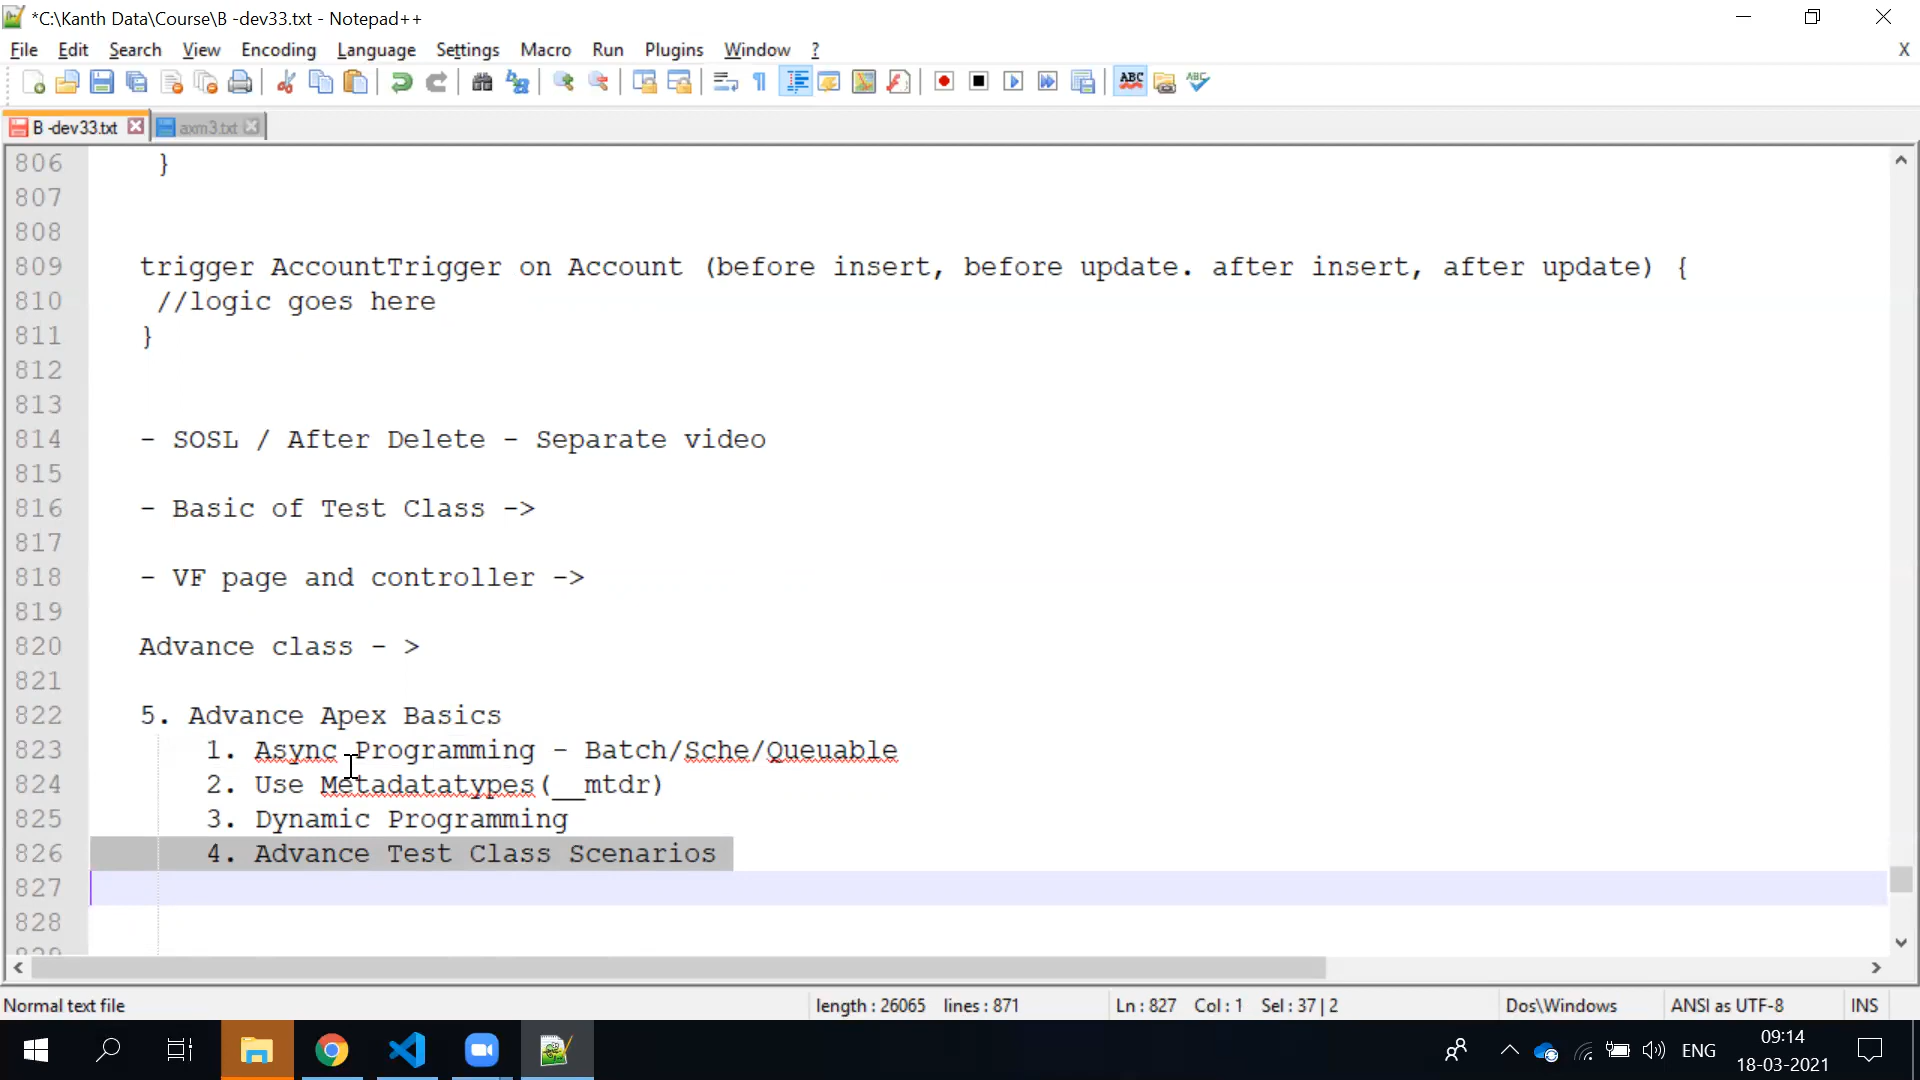 *C:\Kanth Data\Course\B -dev33.txt - Notepad++
File Edit Search View Encoding Language Settings Macro Run Plugins Window ? X
B -dev33.txt axm3.txt
806 }
807
808
809 trigger AccountTrigger on Account (before insert, before update. after insert, after update) {
810 //logic goes here
811 }
812
813
814 - SOSL / After Delete - Separate video
815
816 - Basic of Test Class ->
817
818 - VF page and controller ->
819
820 Advance class - >
821
822 5. Advance Apex Basics
823 1. Async Programming - Batch/Sche/Queuable
824 2. Use Metadatatypes(__mtdr)
825 3. Dynamic Programming
826 4. Advance Test Class Scenarios
827
828
829
Normal text file length : 26065 lines : 871 Ln : 827 Col : 1 Sel : 37 | 2 Dos\Windows ANSI as UTF-8 INS
ENG 09:14
18-03-2021